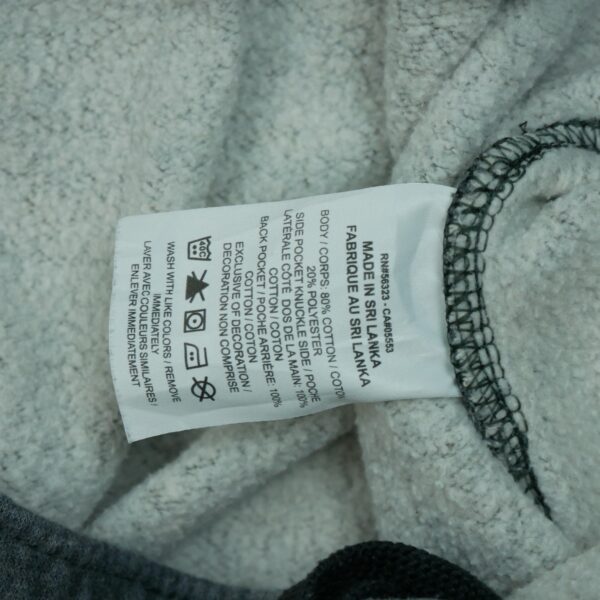 RN#56323 - CA#05553
MADE IN SRI LANKA
FABRIQUE AU SRI LANKA
BODY / CORPS: 80% COTTON / COTON
20% POLYESTER
SIDE POCKET KNUCKLE SIDE / POCHE
LATÉRALE CÔTÉ DOS DE LA MAIN: 100%
COTTON / COTON
BACK POCKET / POCHE ARRIÈRE: 100%
COTTON / COTON
EXCLUSIVE OF DECORATION /
DECORATION NON COMPRISE
40C
WASH WITH LIKE COLORS / REMOVE
IMMEDIATELY
LAVER AVEC COULEURS SIMILAIRES /
ENLEVER IMMEDIATEMENT